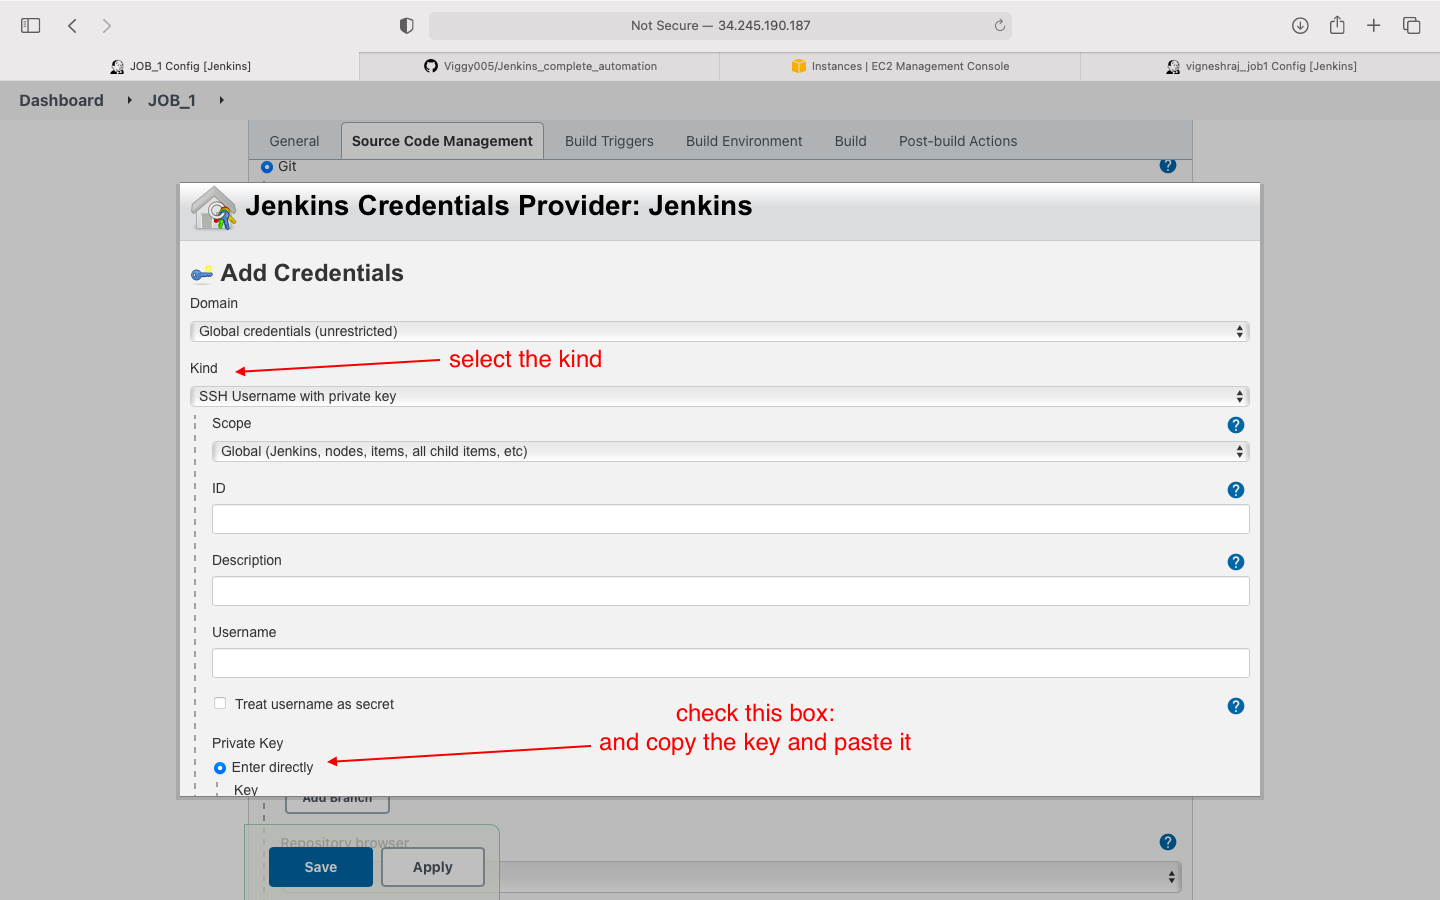 Not Secure — 34.245.190.187
JOB_1 Config [Jenkins]
Viggy005/Jenkins_complete_automation
Instances | EC2 Management Console
vigneshraj_job1 Config [Jenkins]
Dashboard
JOB_1
General
Source Code Management
Build Triggers
Build Environment
Build
Post-build Actions
Git
?
Jenkins Credentials Provider: Jenkins
Add Credentials
Domain
Global credentials (unrestricted)
select the kind
Kind
SSH Username with private key
Scope
?
Global (Jenkins, nodes, items, all child items, etc)
ID
?
Description
?
Username
Treat username as secret
?
check this box:
and copy the key and paste it
Private Key
Enter directly
Key
Add Branch
Repository browser
?
Save
Apply